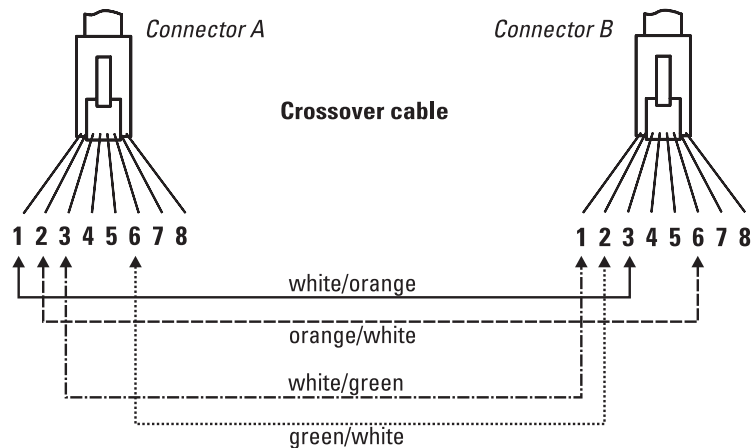 Connector A
Connector B
Crossover cable
1 2 3 4 5 6 7 8
1 2 3 4 5 6 7 8
white/orange
orange/white
white/green
green/white